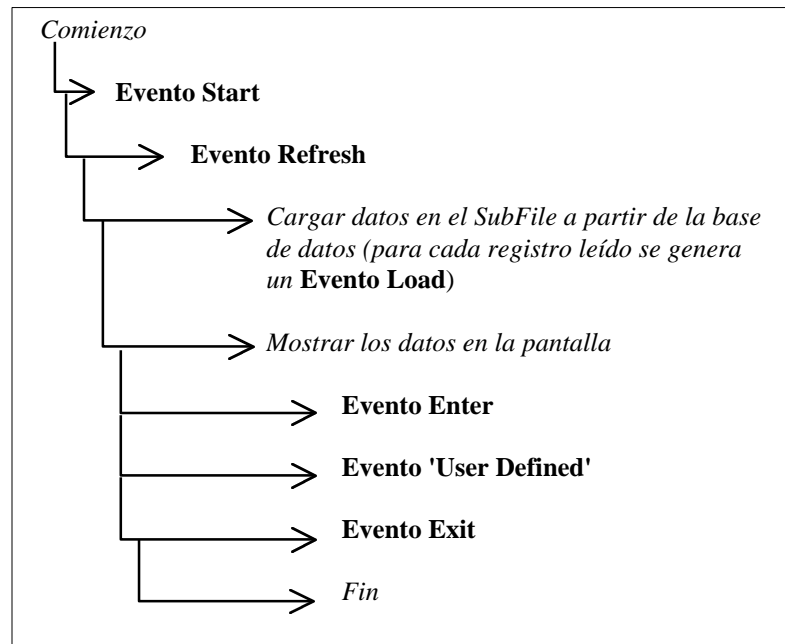 Comienzo
Evento Start
Evento Refresh
Cargar datos en el SubFile a partir de la base
de datos (para cada registro leído se genera
un Evento Load)
Mostrar los datos en la pantalla
Evento Enter
Evento 'User Defined'
Evento Exit
Fin